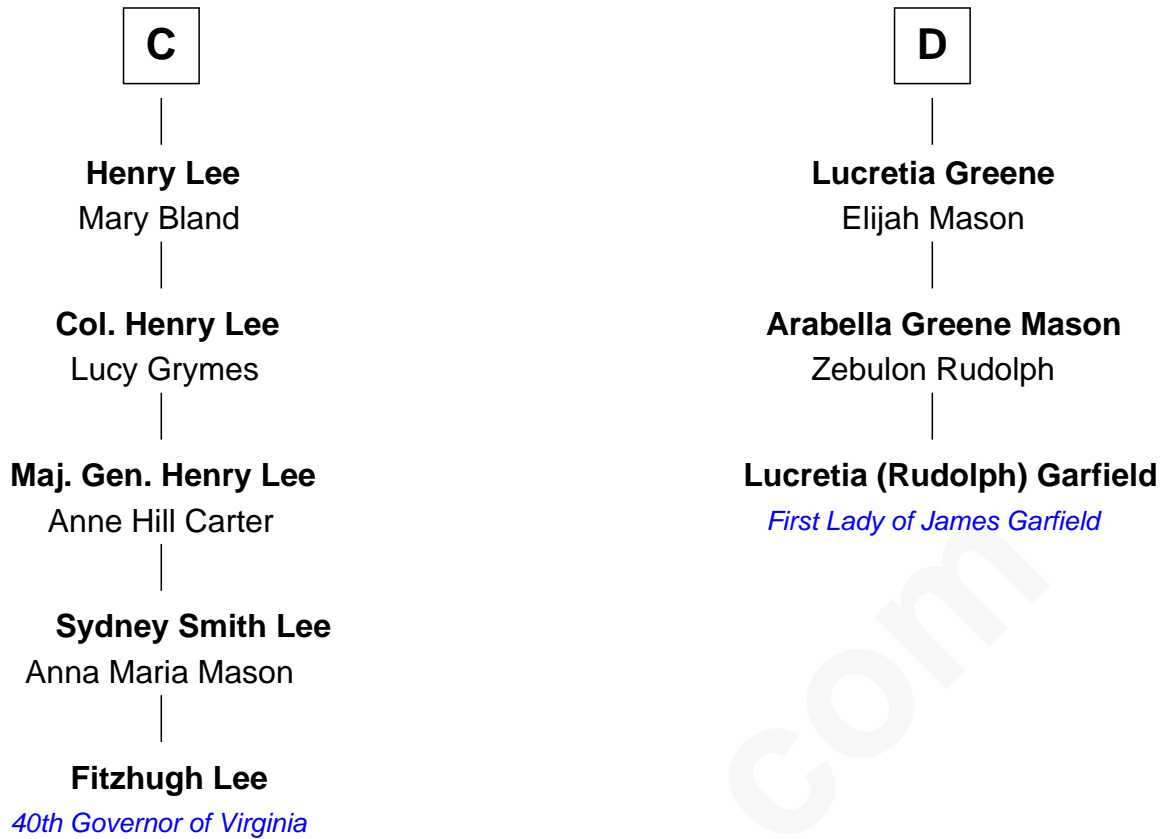 C
Henry Lee
Mary Bland
Col. Henry Lee
Lucy Grymes
Maj. Gen. Henry Lee
Anne Hill Carter
Sydney Smith Lee
Anna Maria Mason
Fitzhugh Lee
40th Governor of Virginia
D
Lucretia Greene
Elijah Mason
Arabella Greene Mason
Zebulon Rudolph
Lucretia (Rudolph) Garfield
First Lady of James Garfield
com